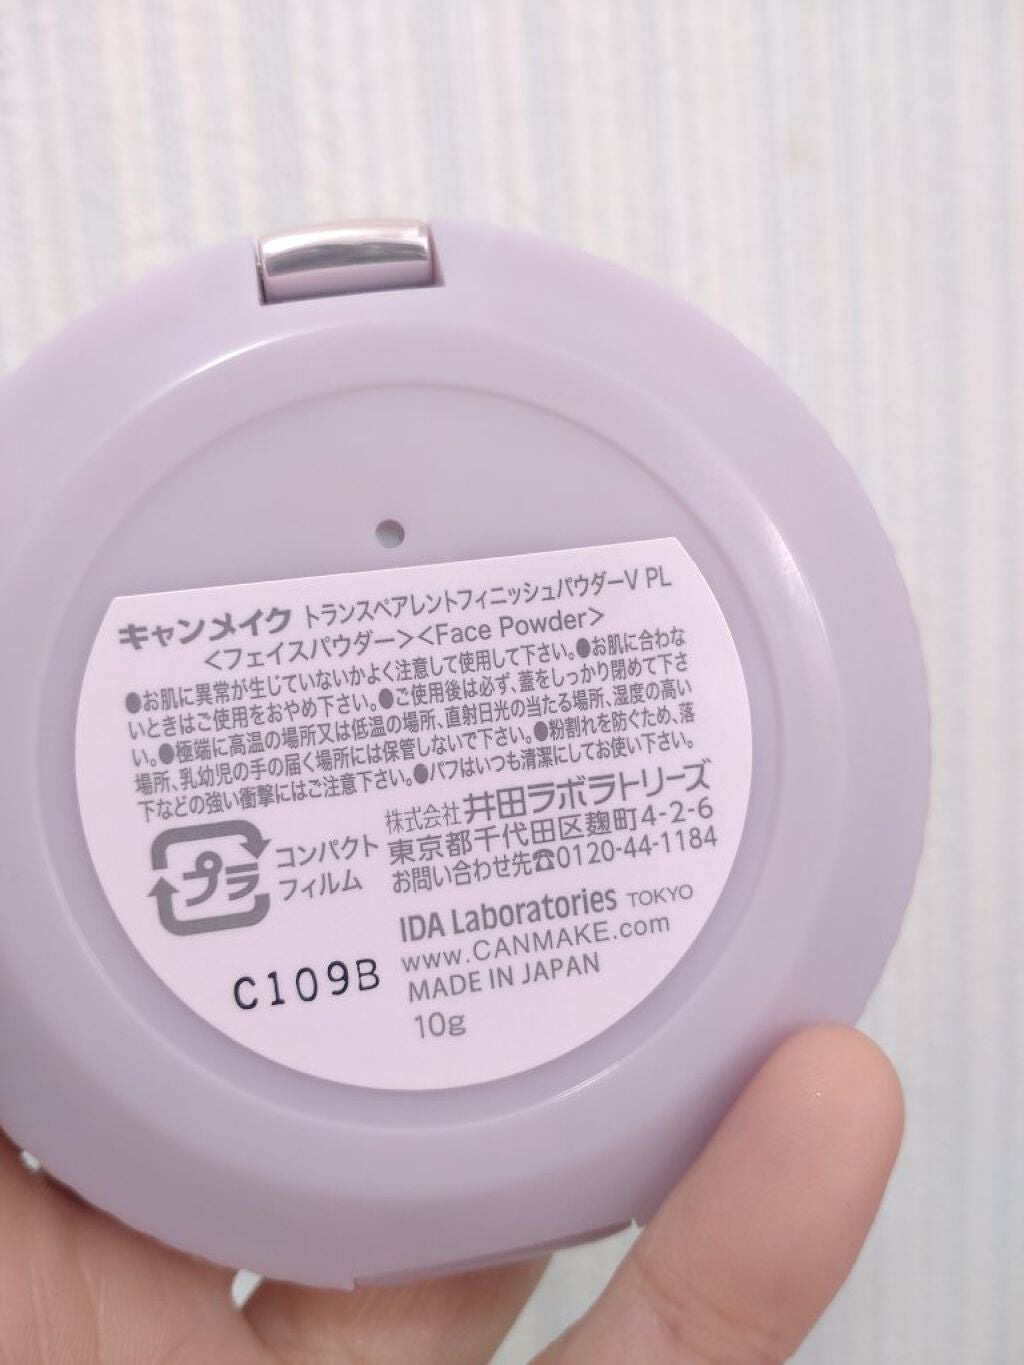 キャンメイク トランスペアレントフィニッシュパウダーV PL
<フェイスパウダー><Face Powder>
●お肌に異常が生じていないかよく注意して使用して下さい。●お肌に合わな
いときはご使用をおやめ下さい。●ご使用後は必ず、蓋をしっかり閉めて下さ
い。●極端に高温の場所又は低温の場所、直射日光の当たる場所、湿度の高い
場所、乳幼児の手の届く場所には保管しないで下さい。●粉割れを防ぐため、落
下などの強い衝撃にはご注意下さい。●パフはいつも清潔にしてお使い下さい。
プラ
コンパクト
フィルム
株式会社 井田ラボラトリーズ
東京都千代田区麹町4-2-6
お問い合わせ先☎0120-44-1184
IDA Laboratories TOKYO
www.CANMAKE.com
MADE IN JAPAN
10g
C109B